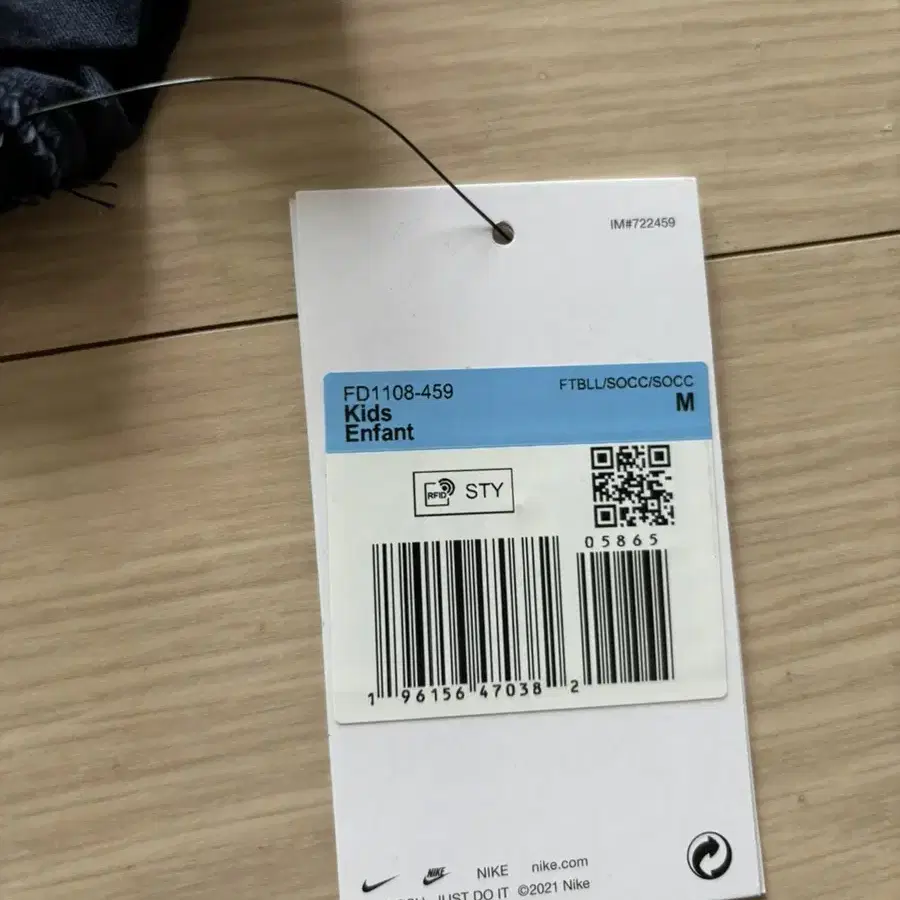 IM#722459
FD1108-459
FTBLL/SOCC/SOCC
Kids
M
Enfant
RFID STY
05865
1 96156 47038 2
NIKE nike.com
JUST DO IT ©2021 Nike